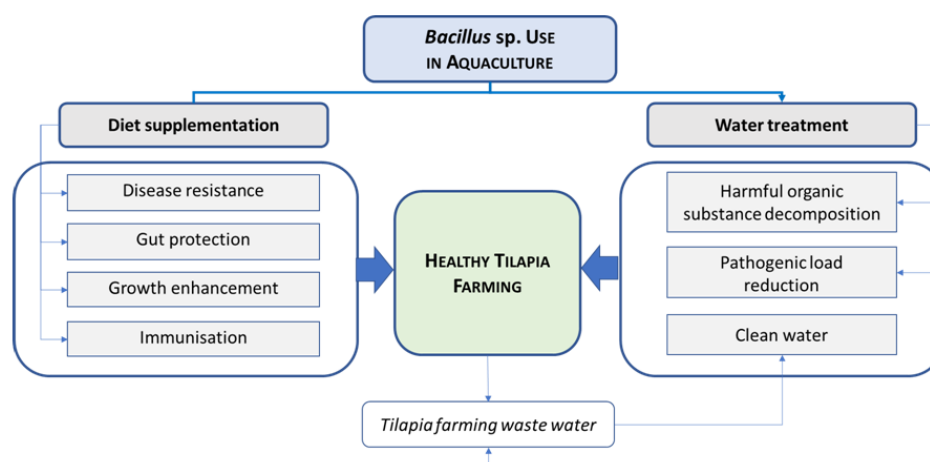 Bacillus sp. USE
IN AQUACULTURE
Diet supplementation
Water treatment
Disease resistance
Gut protection
Growth enhancement
Immunisation
HEALTHY TILAPIA
FARMING
Harmful organic
substance decomposition
Pathogenic load
reduction
Clean water
Tilapia farming waste water